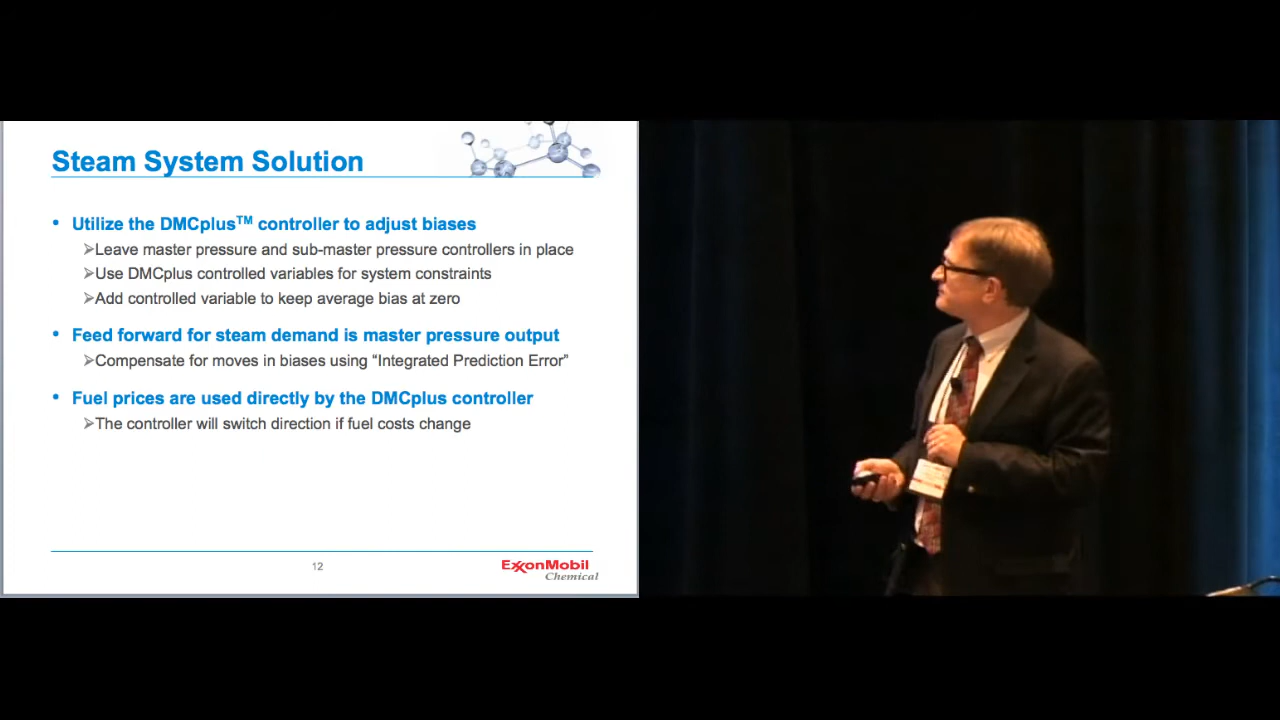 Steam System Solution
• Utilize the DMCplus™ controller to adjust biases
➢Leave master pressure and sub-master pressure controllers in place
➢Use DMCplus controlled variables for system constraints
➢Add controlled variable to keep average bias at zero
• Feed forward for steam demand is master pressure output
➢Compensate for moves in biases using “Integrated Prediction Error”
• Fuel prices are used directly by the DMCplus controller
➢The controller will switch direction if fuel costs change
12
ExxonMobil
Chemical